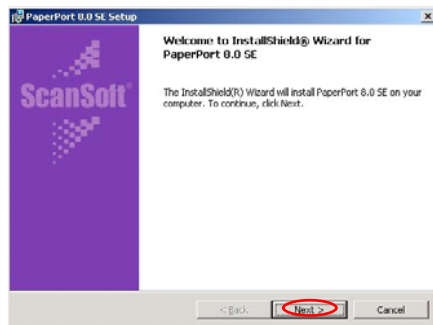 PaperPort 8.0 SE Setup
Welcome to InstallShield® Wizard for
PaperPort 8.0 SE
ScanSoft®
The InstallShield(R) Wizard will install PaperPort 8.0 SE on your
computer. To continue, click Next.
< Back
Next >
Cancel